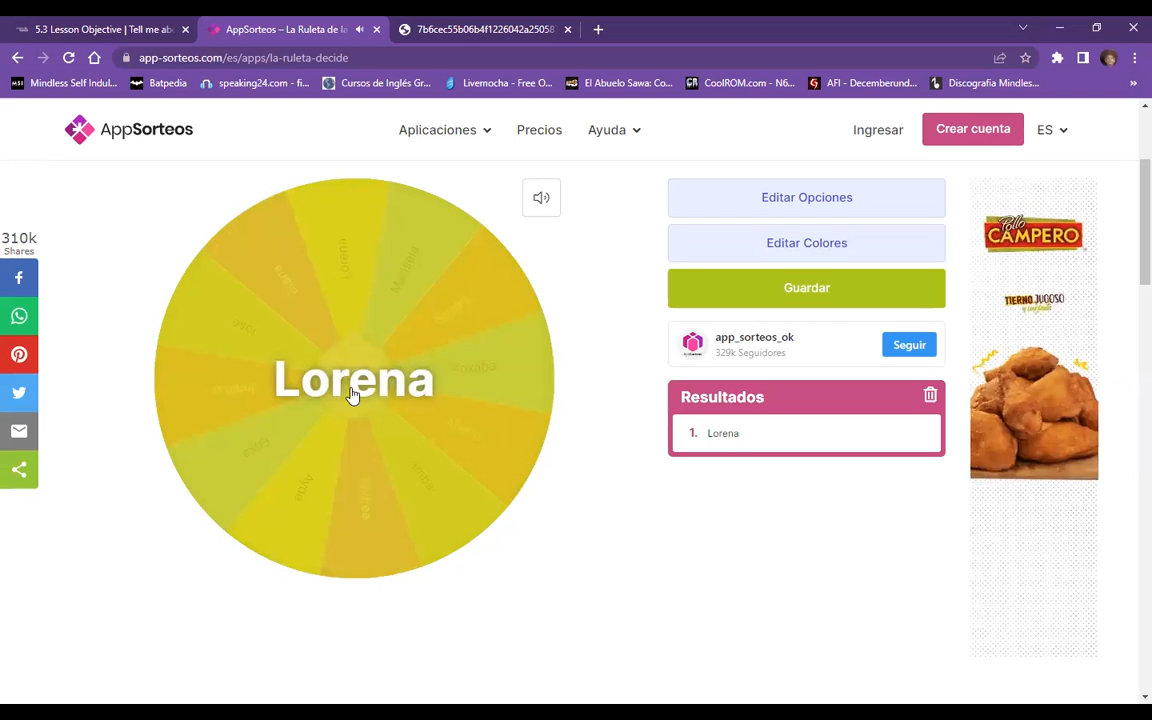 5.3 Lesson Objective | Tell me abo
AppSorteos – La Ruleta de la
7b6cec55b06b4f1226042a25058
app-sorteos.com/es/apps/la-ruleta-decide
Mindless Self Indul...
Batpedia
speaking24.com - fi...
Cursos de Inglés Gr...
Livemocha - Free O...
El Abuelo Sawa: Co...
CoolROM.com - N6...
AFI - Decemberund...
Discografia Mindles...
AppSorteos
Aplicaciones
Precios
Ayuda
Ingresar
Crear cuenta
ES
310k
Shares
Lorena
Lorena
Editar Opciones
Editar Colores
Guardar
app_sorteos_ok
329k Seguidores
Seguir
Resultados
1. Lorena
Pollo
CAMPERO
TIERNO JUGOSO